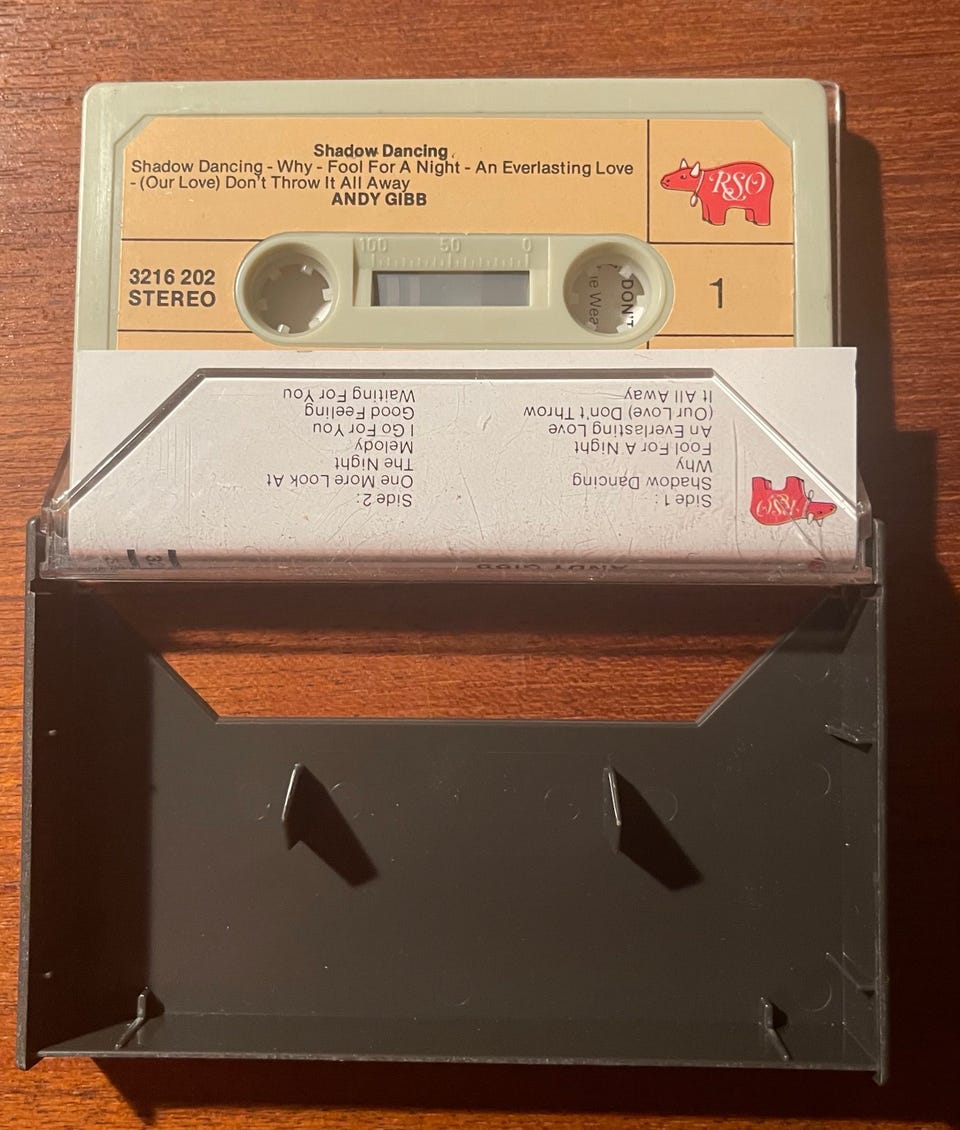 Shadow Dancing
Shadow Dancing - Why - Fool For A Night - An Everlasting Love
- (Our Love) Don't Throw It All Away
ANDY GIBB
RSO
100 50 0
3216 202
STEREO
DON'T
1
Side 1:
Shadow Dancing
Why
Fool For A Night
An Everlasting Love
(Our Love) Don't Throw
It All Away
Side 2:
One More Look At
The Night
Melody
I Go For You
Good Feeling
Waiting For You
RSO
ANDY GIBB